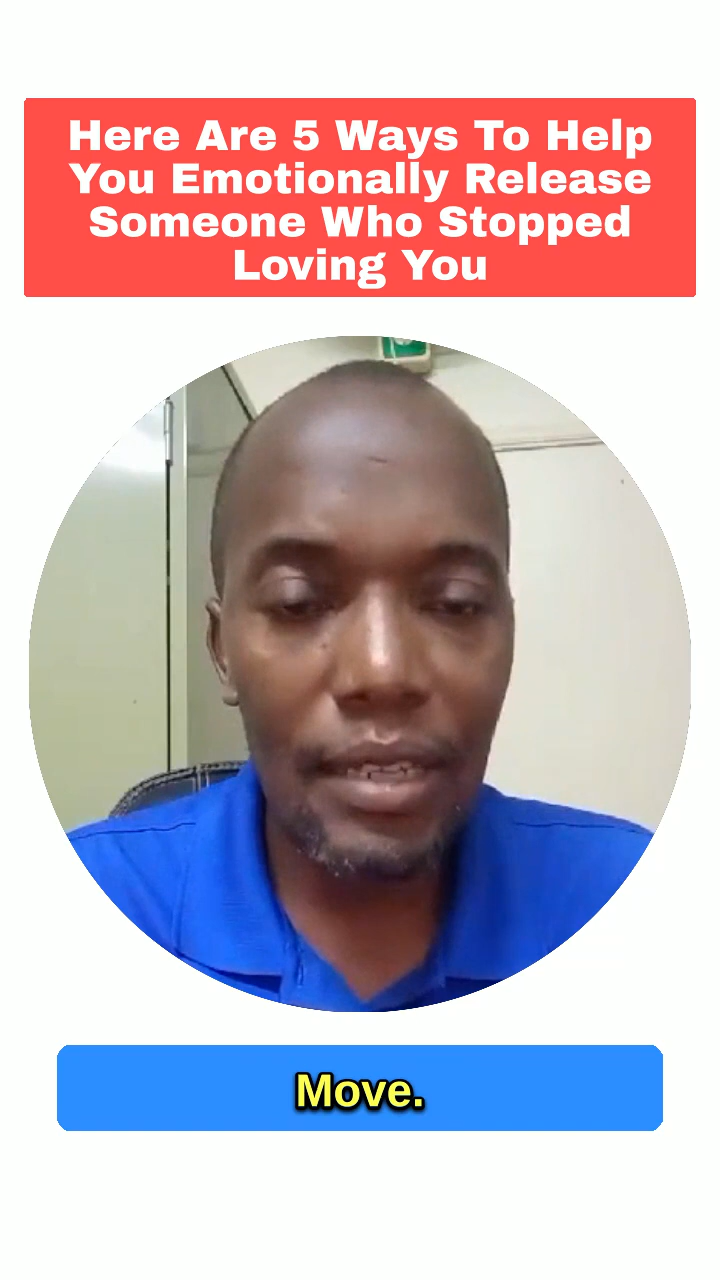 Here Are 5 Ways To Help
You Emotionally Release
Someone Who Stopped
Loving You
Move.